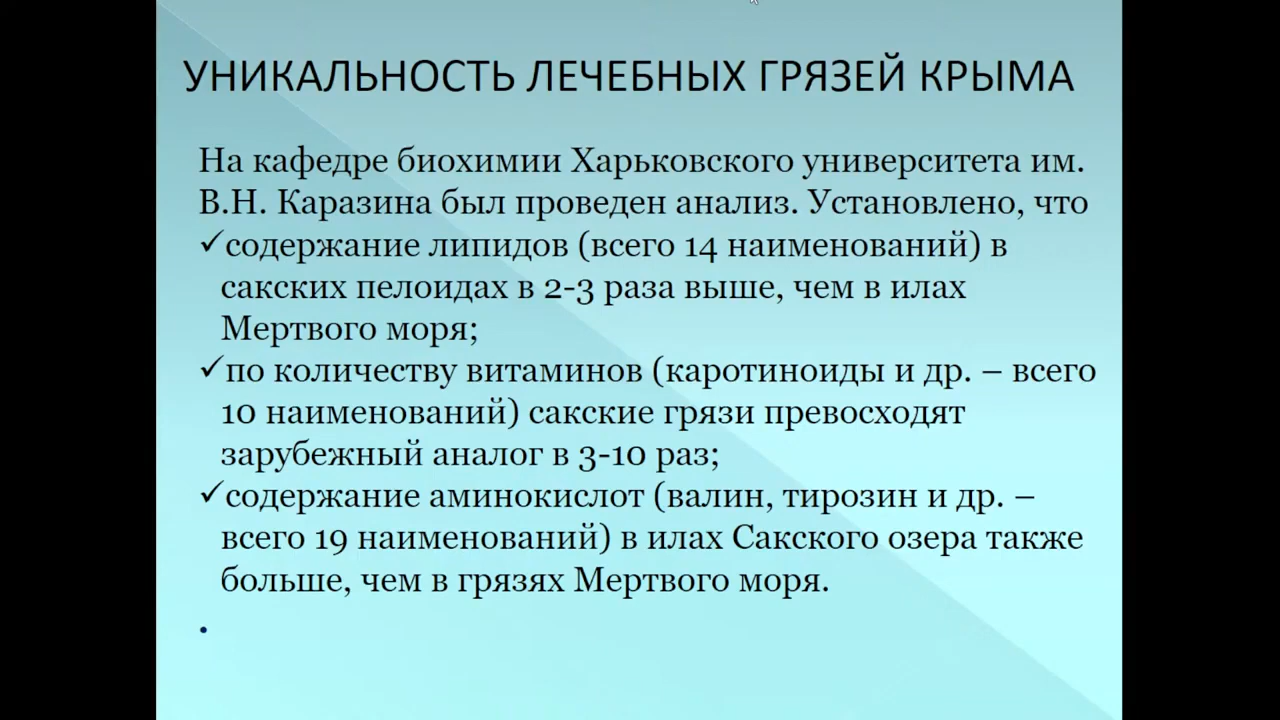 УНИКАЛЬНОСТЬ ЛЕЧЕБНЫХ ГРЯЗЕЙ КРЫМА
На кафедре биохимии Харьковского университета им.
В.Н. Каразина был проведен анализ. Установлено, что
✓содержание липидов (всего 14 наименований) в
сакских пелоидах в 2-3 раза выше, чем в илах
Мертвого моря;
✓по количеству витаминов (каротиноиды и др. – всего
10 наименований) сакские грязи превосходят
зарубежный аналог в 3-10 раз;
✓содержание аминокислот (валин, тирозин и др. –
всего 19 наименований) в илах Сакского озера также
больше, чем в грязях Мертвого моря.
•